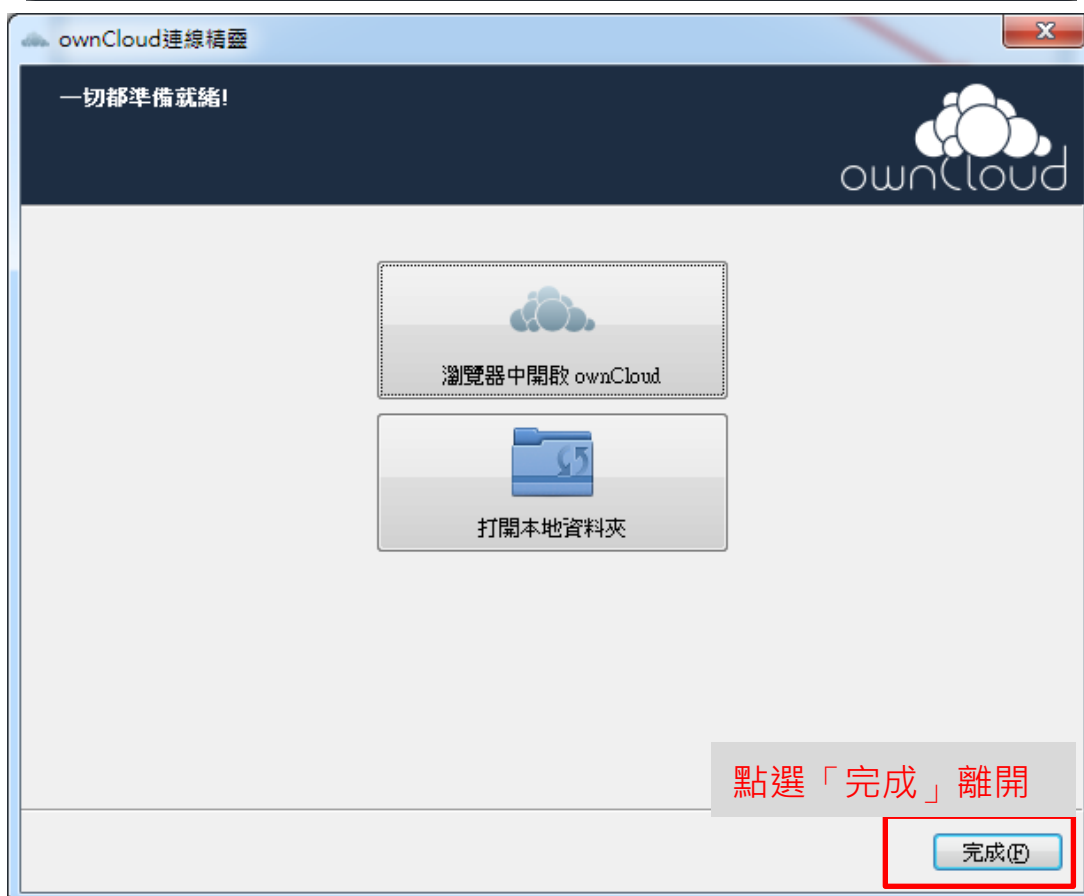 ownCloud連線精靈
一切都準備就緒!
ownCloud
瀏覽器中開啟 ownCloud
打開本地資料夾
點選「完成」離開
完成(F)